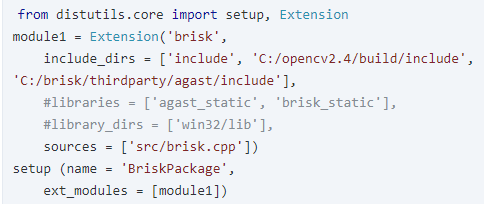 from distutils.core import setup, Extension
module1 = Extension('brisk',
    include_dirs = ['include', 'C:/opencv2.4/build/include',
'C:/brisk/thirdparty/agast/include'],
    #libraries = ['agast_static', 'brisk_static'],
    #library_dirs = ['win32/lib'],
    sources = ['src/brisk.cpp'])
setup (name = 'BriskPackage',
    ext_modules = [module1])